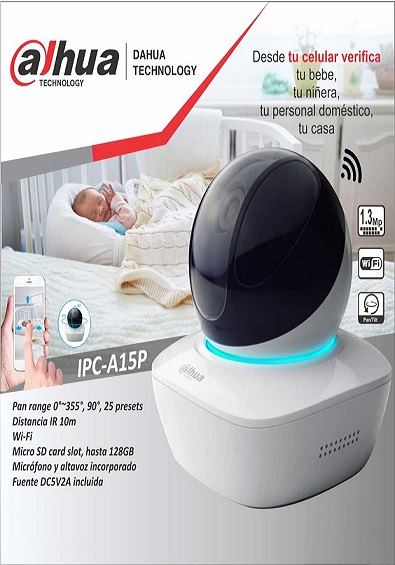 alhua
TECHNOLOGY
DAHUA
TECHNOLOGY
Desde tu celular verifica
tu bebe,
tu niñera,
tu personal doméstico,
tu casa
1.3Mp
WiFi
Pan/Tilt
IPC-A15P
alhua
Pan range 0°~355°, 90°, 25 presets
Distancia IR 10m
Wi-Fi
Micro SD card slot, hasta 128GB
Micrófono y altavoz incorporado
Fuente DC5V2A incluida